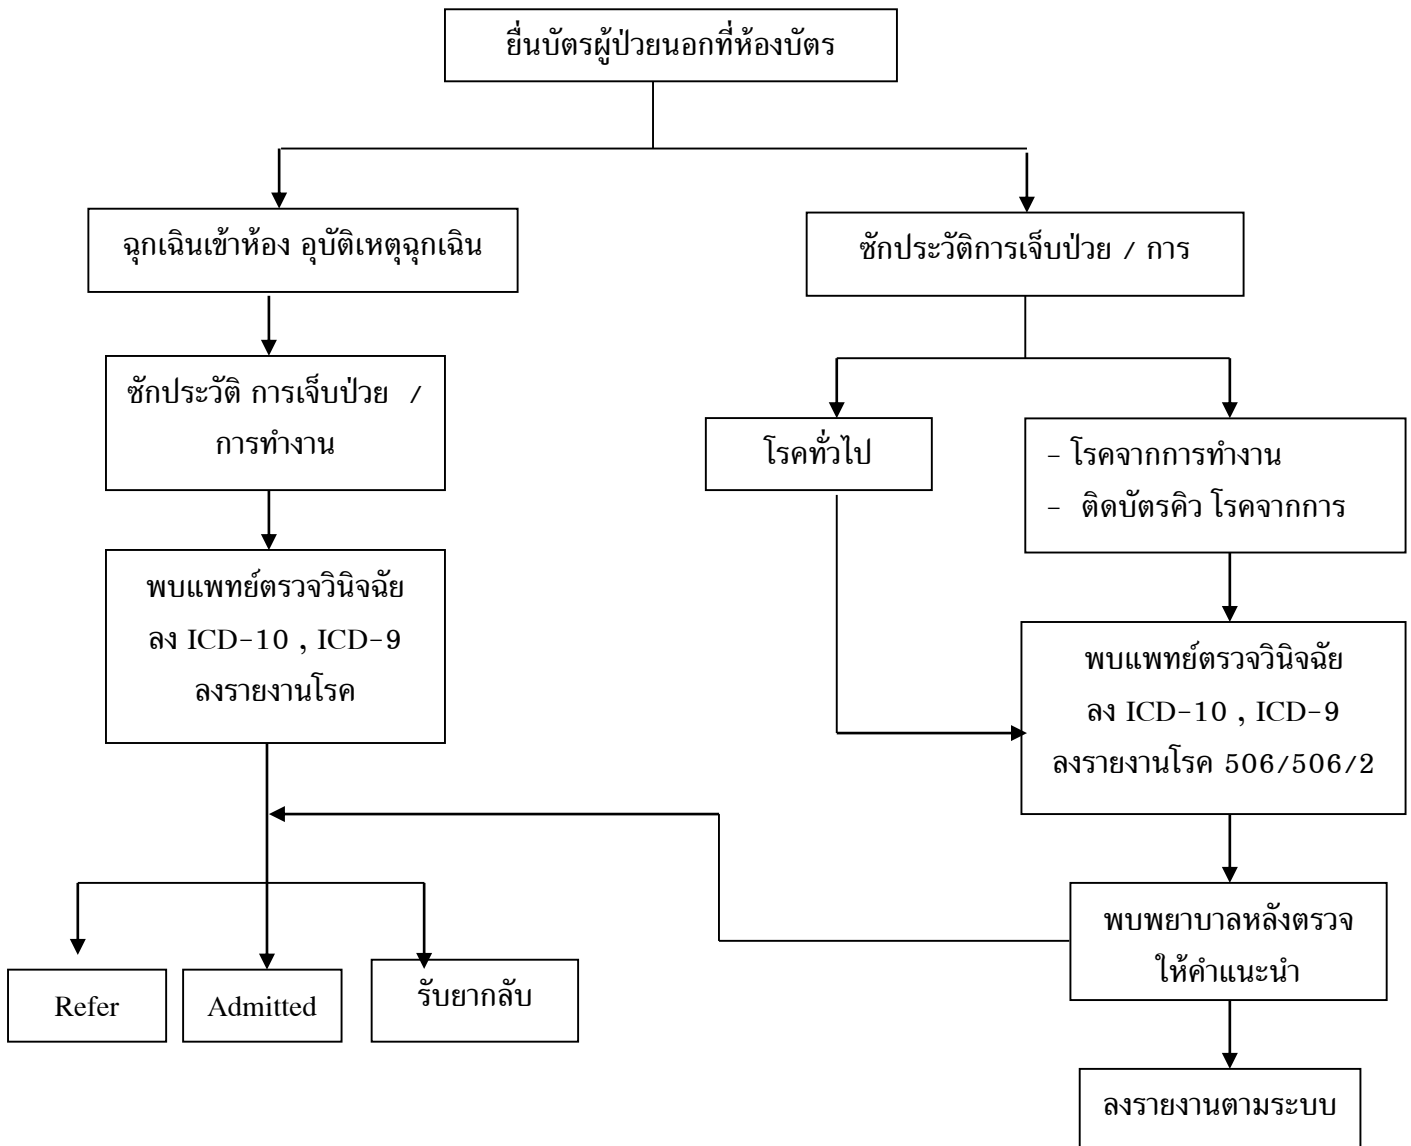 ยื่นบัตรผู้ป่วยนอกที่ห้องบัตร
ฉุกเฉินเข้าห้อง อุบัติเหตุฉุกเฉิน
ซักประวัติการเจ็บป่วย / การ
ซักประวัติ การเจ็บป่วย /
การทำงาน
โรคทั่วไป
- โรคจากการทำงาน
- ติดบัตรคิว โรคจากการ
พบแพทย์ตรวจวินิจฉัย
ลง ICD-10 , ICD-9
ลงรายงานโรค
พบแพทย์ตรวจวินิจฉัย
ลง ICD-10 , ICD-9
ลงรายงานโรค 506/506/2
พบพยาบาลหลังตรวจ
ให้คำแนะนำ
Refer
Admitted
รับยากลับ
ลงรายงานตามระบบ